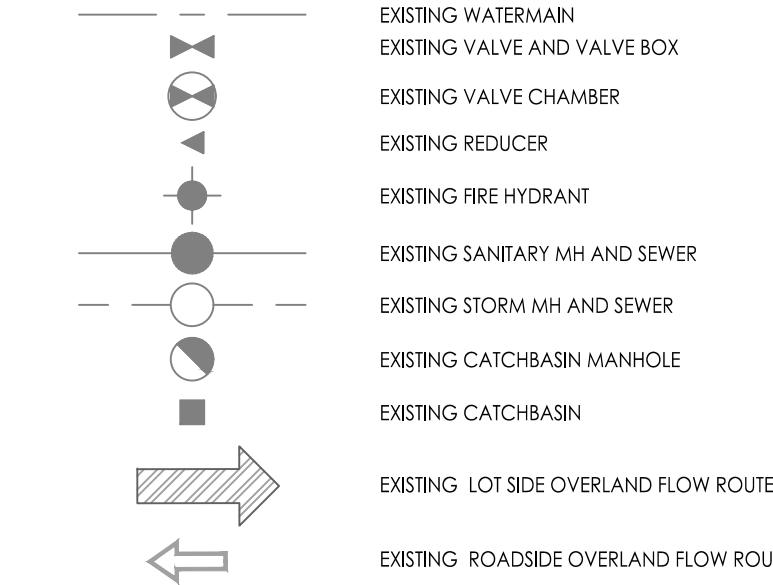 EXISTING WATERMAIN
EXISTING VALVE AND VALVE BOX
EXISTING VALVE CHAMBER
EXISTING REDUCER
EXISTING FIRE HYDRANT
EXISTING SANITARY MH AND SEWER
EXISTING STORM MH AND SEWER
EXISTING CATCHBASIN MANHOLE
EXISTING CATCHBASIN
EXISTING LOT SIDE OVERLAND FLOW ROUTE
EXISTING ROADSIDE OVERLAND FLOW